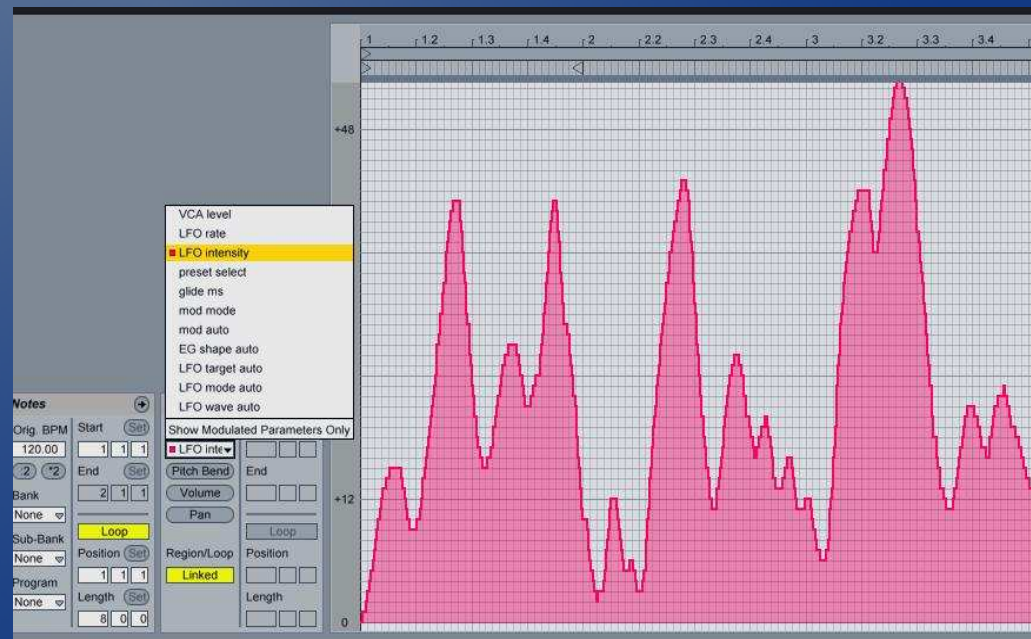 1 1.2 1.3 1.4 2 2.2 2.3 2.4 3 3.2 3.3 3.4
+48
VCA level
LFO rate
LFO intensity
preset select
glide ms
mod mode
mod auto
EG shape auto
LFO target auto
LFO mode auto
LFO wave auto
Show Modulated Parameters Only
Notes
Orig. BPM Start Set
120.00 1 1 1 LFO inte
:2 *2 End Set Pitch Bend End
Bank 2 1 1 Volume
+12
None Pan
Loop Loop
Sub-Bank Position Set Region/Loop Position
None 1 1 1 Linked
Program Length Set Length
None 8 0 0
0